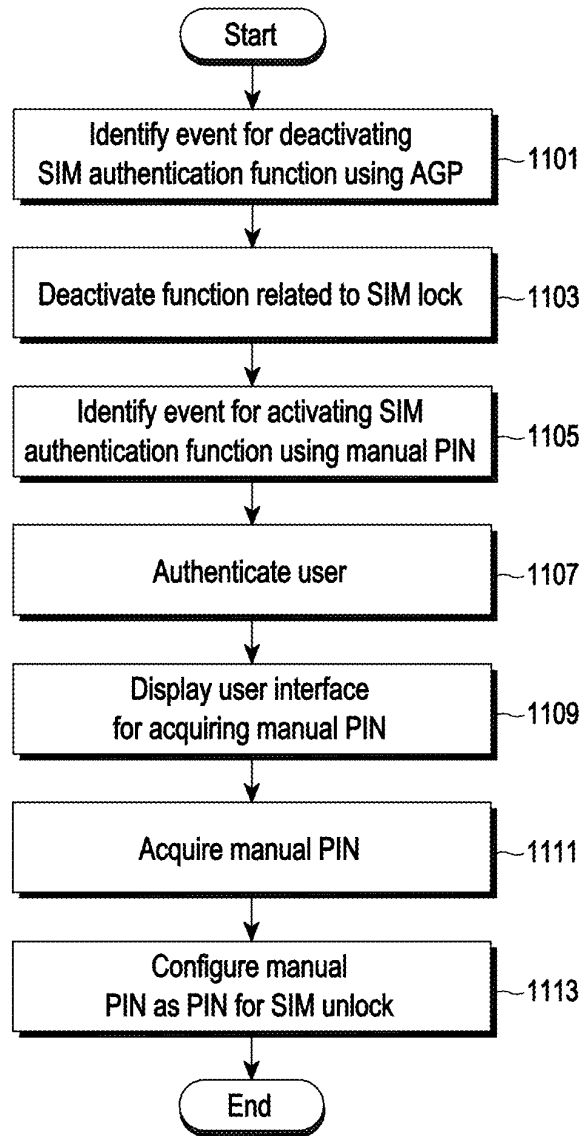 Start
Identify event for deactivating
SIM authentication function using AGP
1101
Deactivate function related to SIM lock
1103
Identify event for activating SIM
authentication function using manual PIN
1105
Authenticate user
1107
Display user interface
for acquiring manual PIN
1109
Acquire manual PIN
1111
Configure manual
PIN as PIN for SIM unlock
1113
End